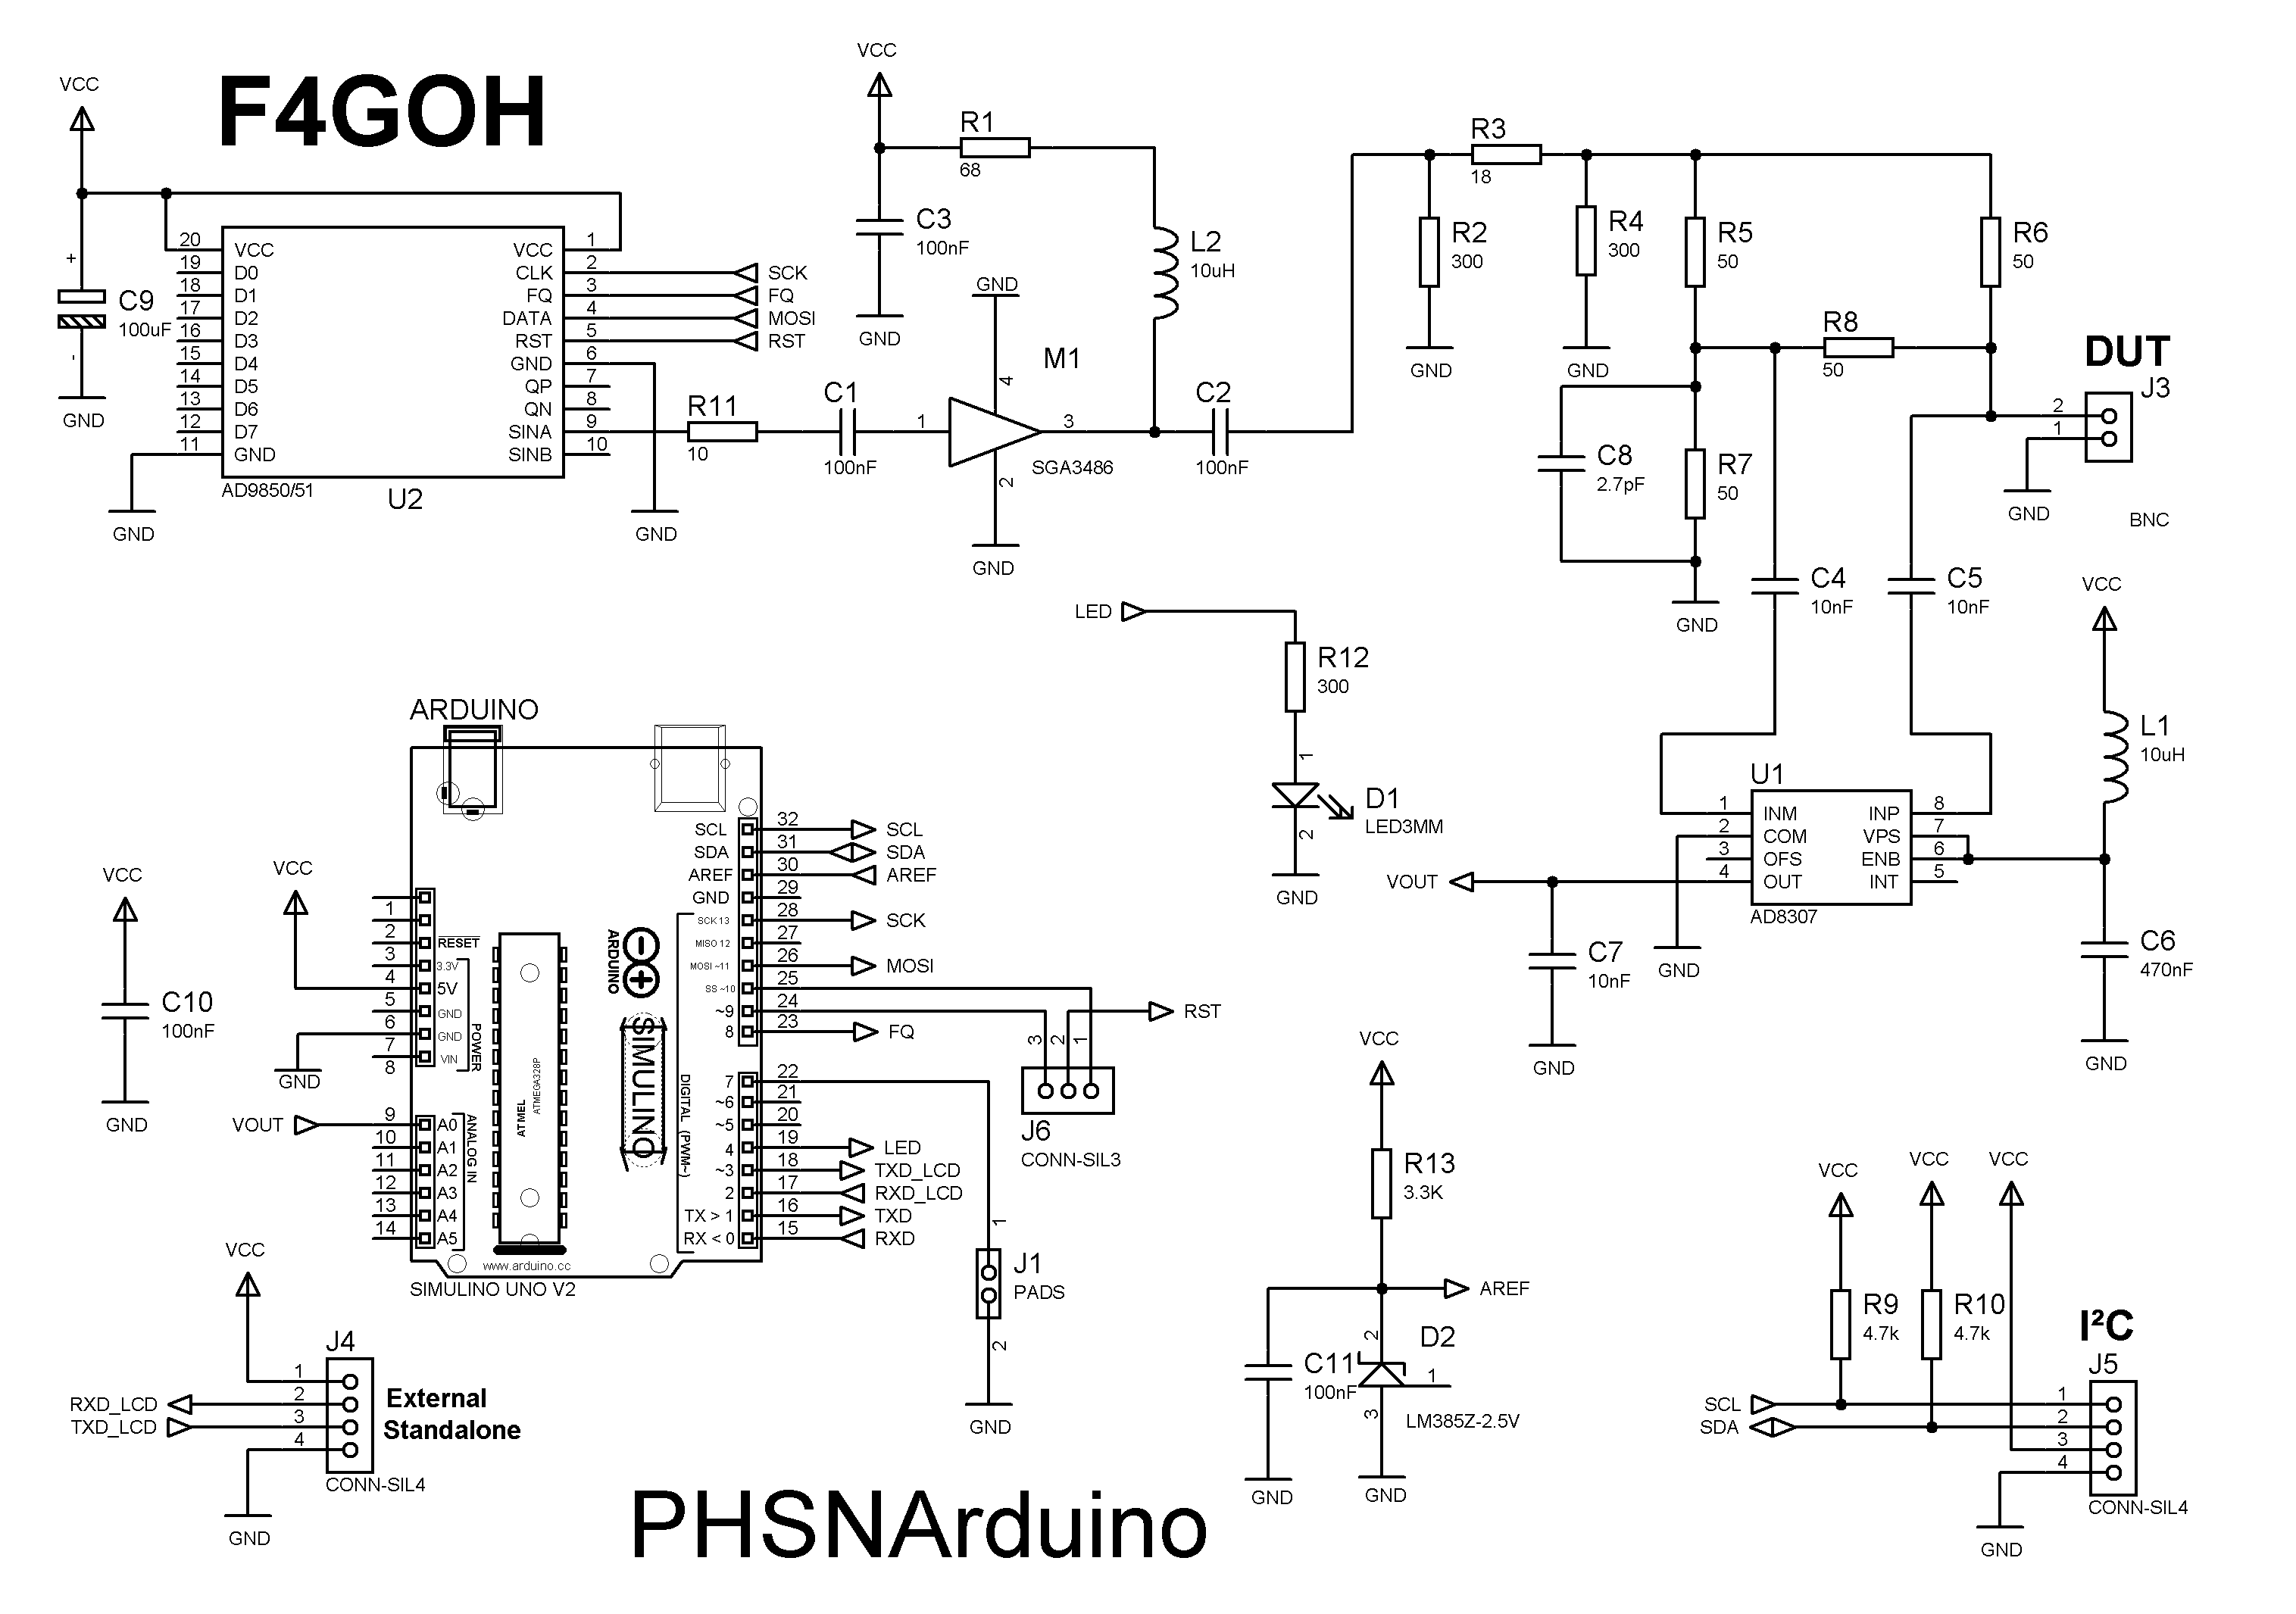 F4GOH
VCC
C9
100uF
+
-
GND
20 VCC
19 D0
18 D1
17 D2
16 D3
15 D4
14 D5
13 D6
12 D7
11 GND
VCC 1
CLK 2 SCK
FQ 3 FQ
DATA 4 MOSI
RST 5 RST
GND 6
QP 7
QN 8
SINA 9
SINB 10
AD9850/51
U2
GND
GND
R11
10
C1
100nF
VCC
R1
68
C3
100nF
GND
L2
10uH
GND
M1
4
1
3
2
SGA3486
GND
C2
100nF
R3
18
R2
300
GND
R4
300
GND
R5
50
R6
50
R8
50
C8
2.7pF
R7
50
GND
DUT
J3
2
1
GND
BNC
C4
10nF
C5
10nF
VCC
L1
10uH
U1
1 INM
2 COM
3 OFS
4 OUT
INP 8
VPS 7
ENB 6
INT 5
AD8307
VOUT
C7
10nF
GND
GND
C6
470nF
GND
LED
R12
300
1
D1
LED3MM
2
GND
ARDUINO
VCC
C10
100nF
GND
VCC
1
2 RESET
3 3.3V
4 5V
5 GND
6 GND
7 VIN
8
POWER
GND
VOUT
9 A0
10 A1
11 A2
12 A3
13 A4
14 A5
ANALOG IN
ATMEL
ATMEGA328P
ARDUINO
SIMULINO
DIGITAL (PWM~)
www.arduino.cc
SCL 32 SCL
SDA 31 SDA
AREF 30 AREF
GND 29
SCK 13 28 SCK
MISO 12 27
MOSI ~11 26 MOSI
SS ~10 25
~9 24
8 23 FQ
7 22
~6 21
~5 20
4 19 LED
~3 18 TXD_LCD
2 17 RXD_LCD
TX > 1 16 TXD
RX < 0 15 RXD
SIMULINO UNO V2
RST
3 2 1
J6
CONN-SIL3
1
J1
PADS
2
GND
VCC
J4
1
RXD_LCD 2
TXD_LCD 3
4
External
Standalone
CONN-SIL4
GND
VCC
R13
3.3K
AREF
2
D2
C11
100nF
1
3
LM385Z-2.5V
GND
GND
VCC
VCC
VCC
R9
4.7k
R10
4.7k
I²C
J5
SCL 1
SDA 2
3
4
CONN-SIL4
GND
PHSNArduino